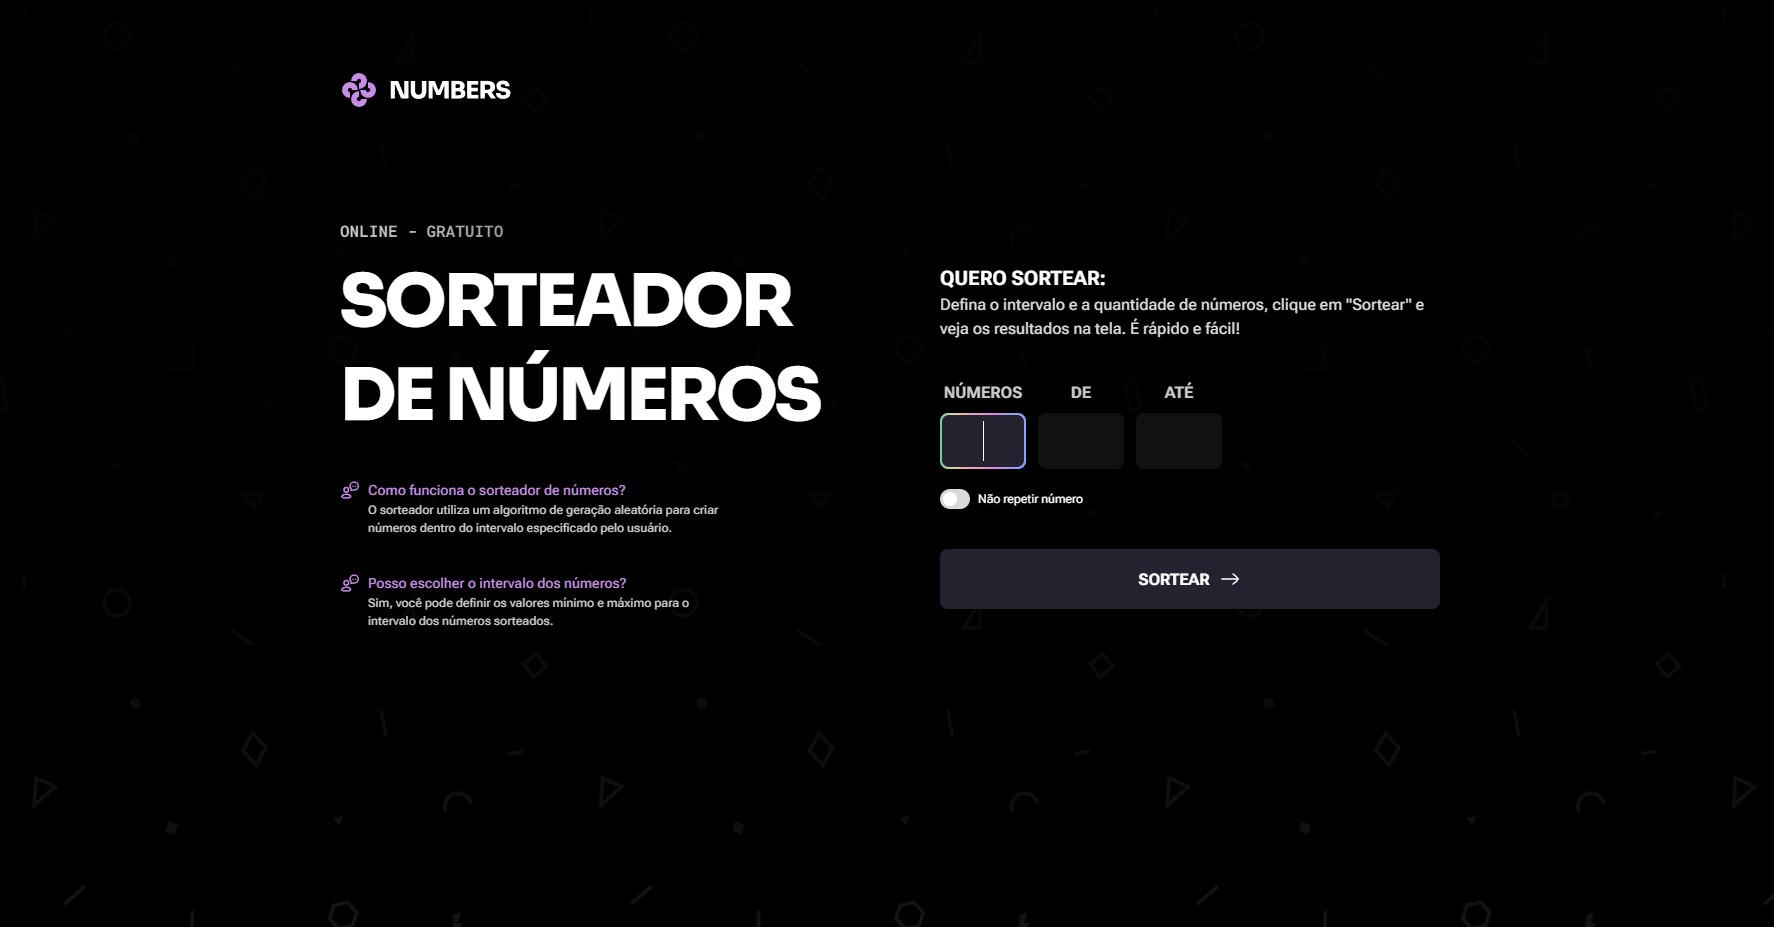 NUMBERS
ONLINE - GRATUITO
SORTEADOR
DE NÚMEROS
Como funciona o sorteador de números?
O sorteador utiliza um algoritmo de geração aleatória para criar
números dentro do intervalo especificado pelo usuário.
Posso escolher o intervalo dos números?
Sim, você pode definir os valores mínimo e máximo para o
intervalo dos números sorteados.
QUERO SORTEAR:
Defina o intervalo e a quantidade de números, clique em "Sortear" e
veja os resultados na tela. É rápido e fácil!
NÚMEROS DE ATÉ
Não repetir número
SORTEAR